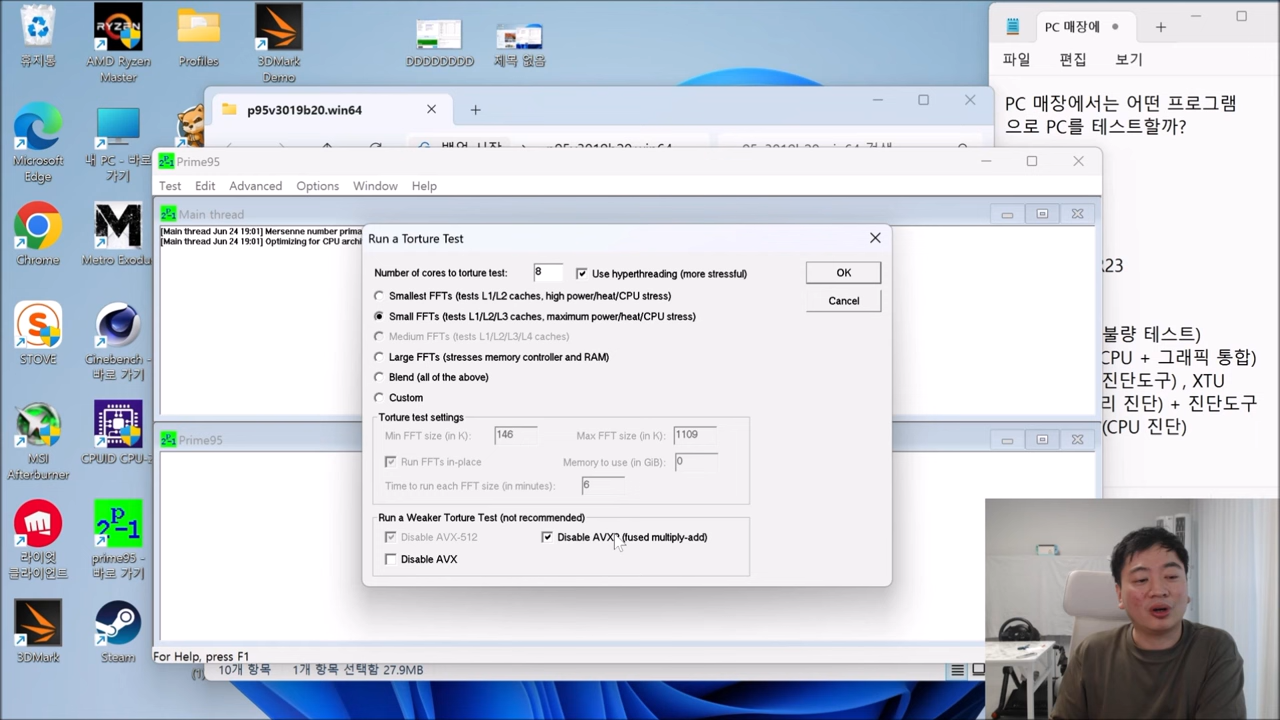 휴지통
AMD Ryzen
Master
Profiles
3DMark
Demo
DDDDDDDD
제목 없음
RYZEN
Microsoft
Edge
내 PC - 바로
가기
Chrome
Metro Exodu
STOVE
Cinebench -
바로 가기
MSI
Afterburner
CPUID CPU-Z
라이엇
클라이언트
prime95 -
바로 가기
3DMark
Steam
p95v3019b20.win64
Prime95
Test Edit Advanced Options Window Help
Main thread
[Main thread Jun 24 19:01] Mersenne number prima
[Main thread Jun 24 19:01] Optimizing for CPU archi
Run a Torture Test
Number of cores to torture test: 8 Use hyperthreading (more stressful)
OK
Cancel
Smallest FFTs (tests L1/L2 caches, high power/heat/CPU stress)
Small FFTs (tests L1/L2/L3 caches, maximum power/heat/CPU stress)
Medium FFTs (tests L1/L2/L3/L4 caches)
Large FFTs (stresses memory controller and RAM)
Blend (all of the above)
Custom
Torture test settings
Min FFT size (in K): 146 Max FFT size (in K): 1109
Run FFTs in-place Memory to use (in GiB): 0
Time to run each FFT size (in minutes): 6
Run a Weaker Torture Test (not recommended)
Disable AVX-512 Disable AVX2 (fused multiply-add)
Disable AVX
Prime95
For Help, press F1
10개 항목 1개 항목 선택함 27.9MB
PC 매장에
파일 편집 보기
PC 매장에서는 어떤 프로그램
으로 PC를 테스트할까?
R23
불량 테스트)
CPU + 그래픽 통합)
진단도구) , XTU
리 진단) + 진단도구
(CPU 진단)